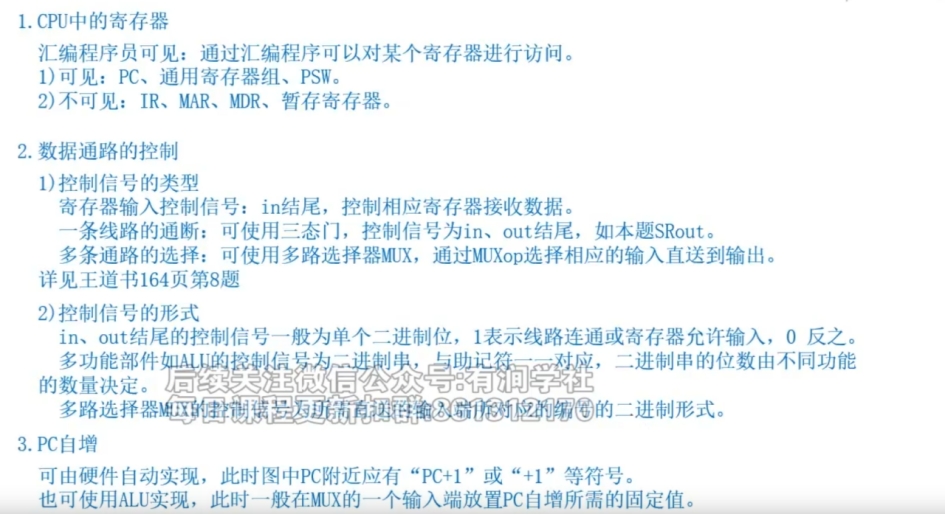 1.CPU中的寄存器
汇编程序员可见：通过汇编程序可以对某个寄存器进行访问。
1)可见：PC、通用寄存器组、PSW。
2)不可见：IR、MAR、MDR、暂存寄存器。
2.数据通路的控制
1)控制信号的类型
寄存器输入控制信号：in结尾，控制相应寄存器接收数据。
一条线路的通断：可使用三态门，控制信号为in、out结尾，如本题SRout。
多条通路的选择：可使用多路选择器MUX，通过MUXop选择相应的输入直送到输出。
详见王道书164页第8题
2)控制信号的形式
in、out结尾的控制信号一般为单个二进制位，1表示线路连通或寄存器允许输入，0 反之。
多功能部件如ALU的控制信号为二进制串，与助记符一一对应，二进制串的位数由不同功能
的数量决定。
后续关注微信公众号:有涧学社
多路选择器MUX的控制信号为所需直送的输入端所对应的编号的二进制形式。
3.PC自增
可由硬件自动实现，此时图中PC附近应有“PC+1”或“+1”等符号。
也可使用ALU实现，此时一般在MUX的一个输入端放置PC自增所需的固定值。